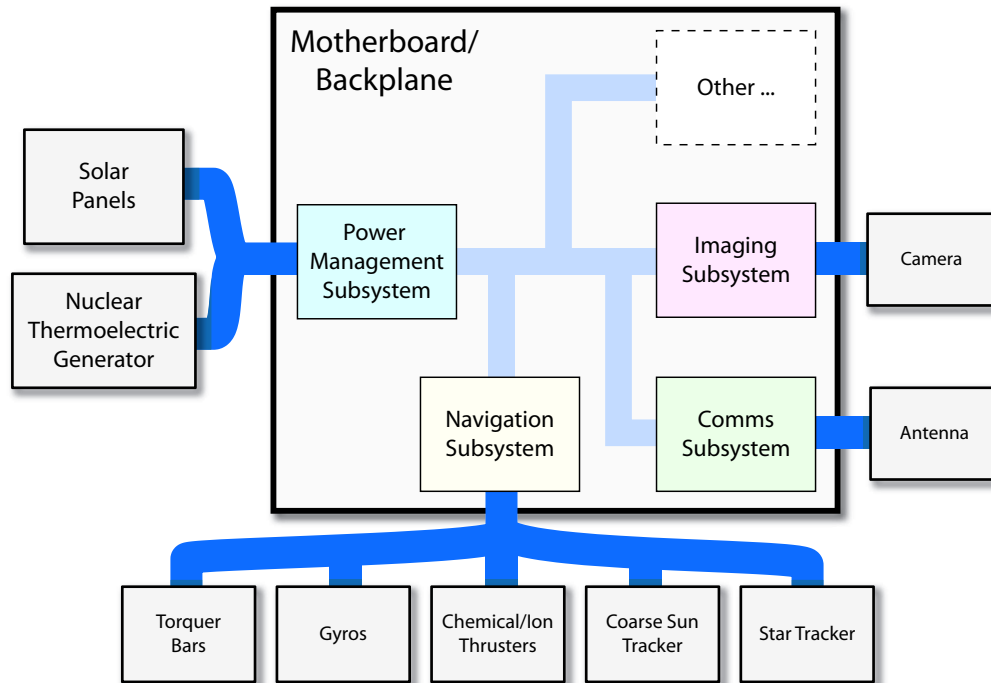 Motherboard/
Backplane
Other ...
Solar
Panels
Power
Management
Subsystem
Imaging
Subsystem
Camera
Nuclear
Thermoelectric
Generator
Navigation
Subsystem
Comms
Subsystem
Antenna
Torquer
Bars
Gyros
Chemical/Ion
Thrusters
Coarse Sun
Tracker
Star Tracker